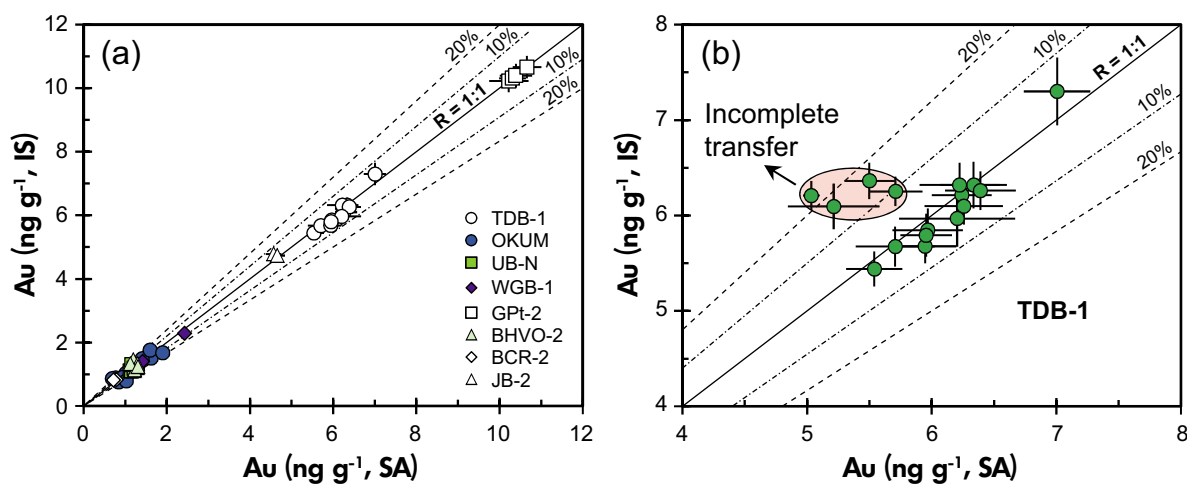 (a)
20%
10%
10%
20%
R = 1:1
12
10
8
6
4
2
0
0
2
4
6
8
10
12
Au (ng g⁻¹, IS)
Au (ng g⁻¹, SA)
TDB-1
OKUM
UB-N
WGB-1
GPt-2
BHVO-2
BCR-2
JB-2
(b)
20%
10%
R = 1:1
10%
20%
Incomplete
transfer
TDB-1
8
7
6
5
4
4
5
6
7
8
Au (ng g⁻¹, IS)
Au (ng g⁻¹, SA)